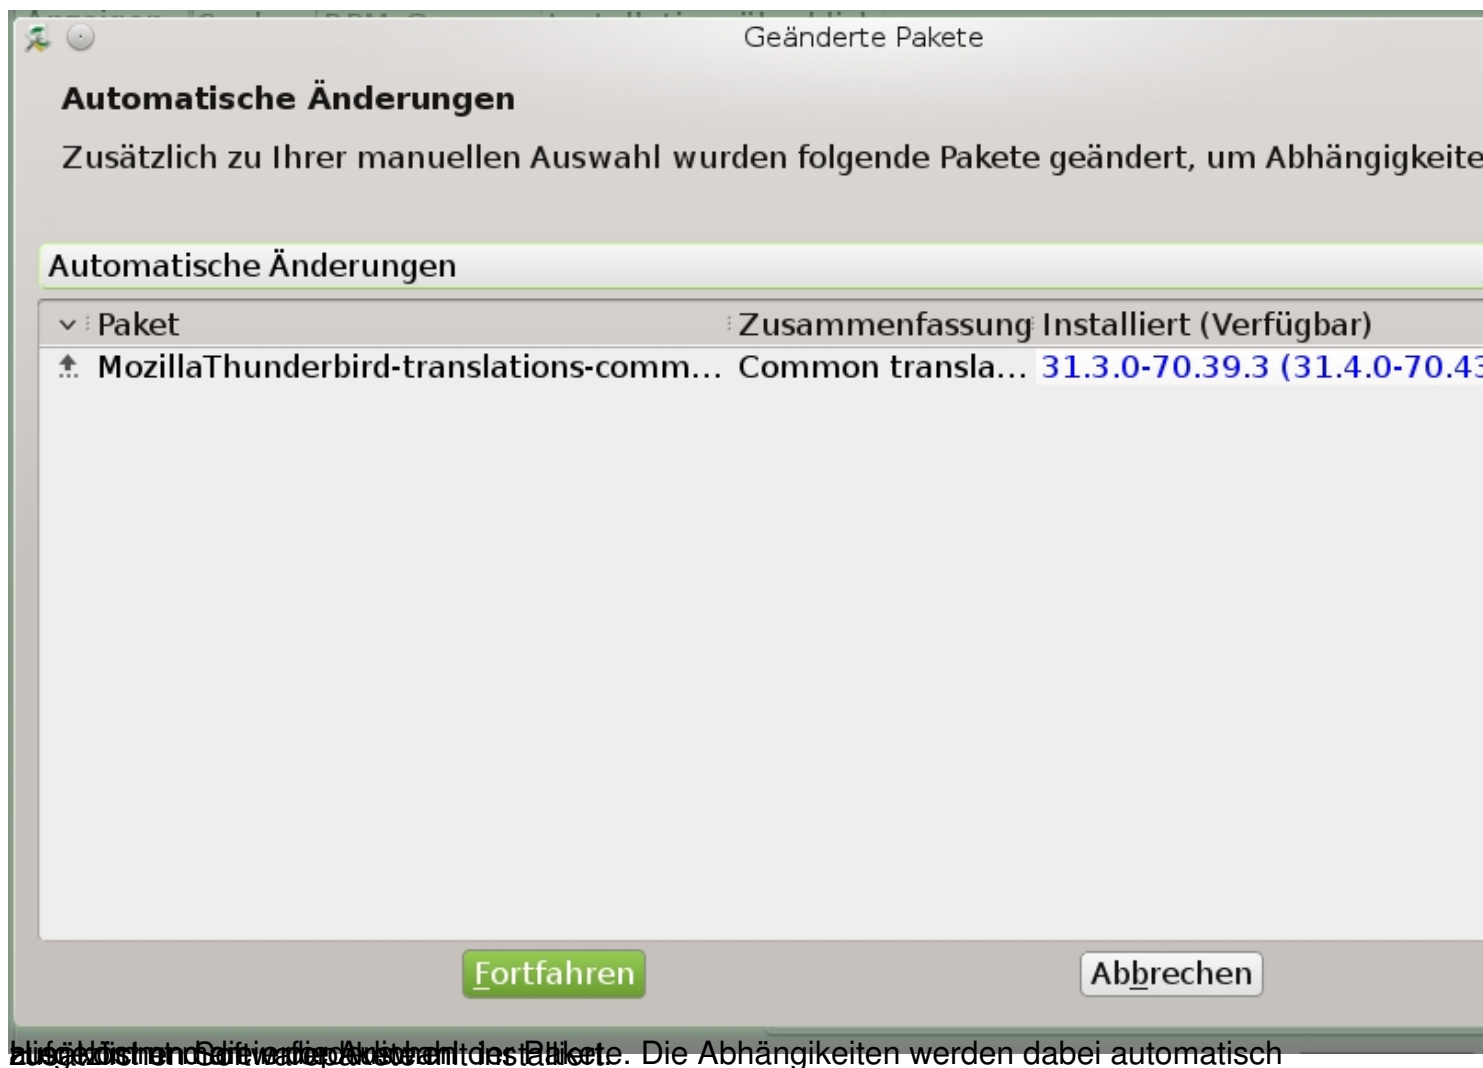 Geänderte Pakete
Automatische Änderungen
Zusätzlich zu Ihrer manuellen Auswahl wurden folgende Pakete geändert, um Abhängigkeite
Automatische Änderungen
Paket Zusammenfassung Installiert (Verfügbar)
MozillaThunderbird-translations-comm... Common transla... 31.3.0-70.39.3 (31.4.0-70.43
Fortfahren Abbrechen
Die Abhängikeiten werden dabei automatisch